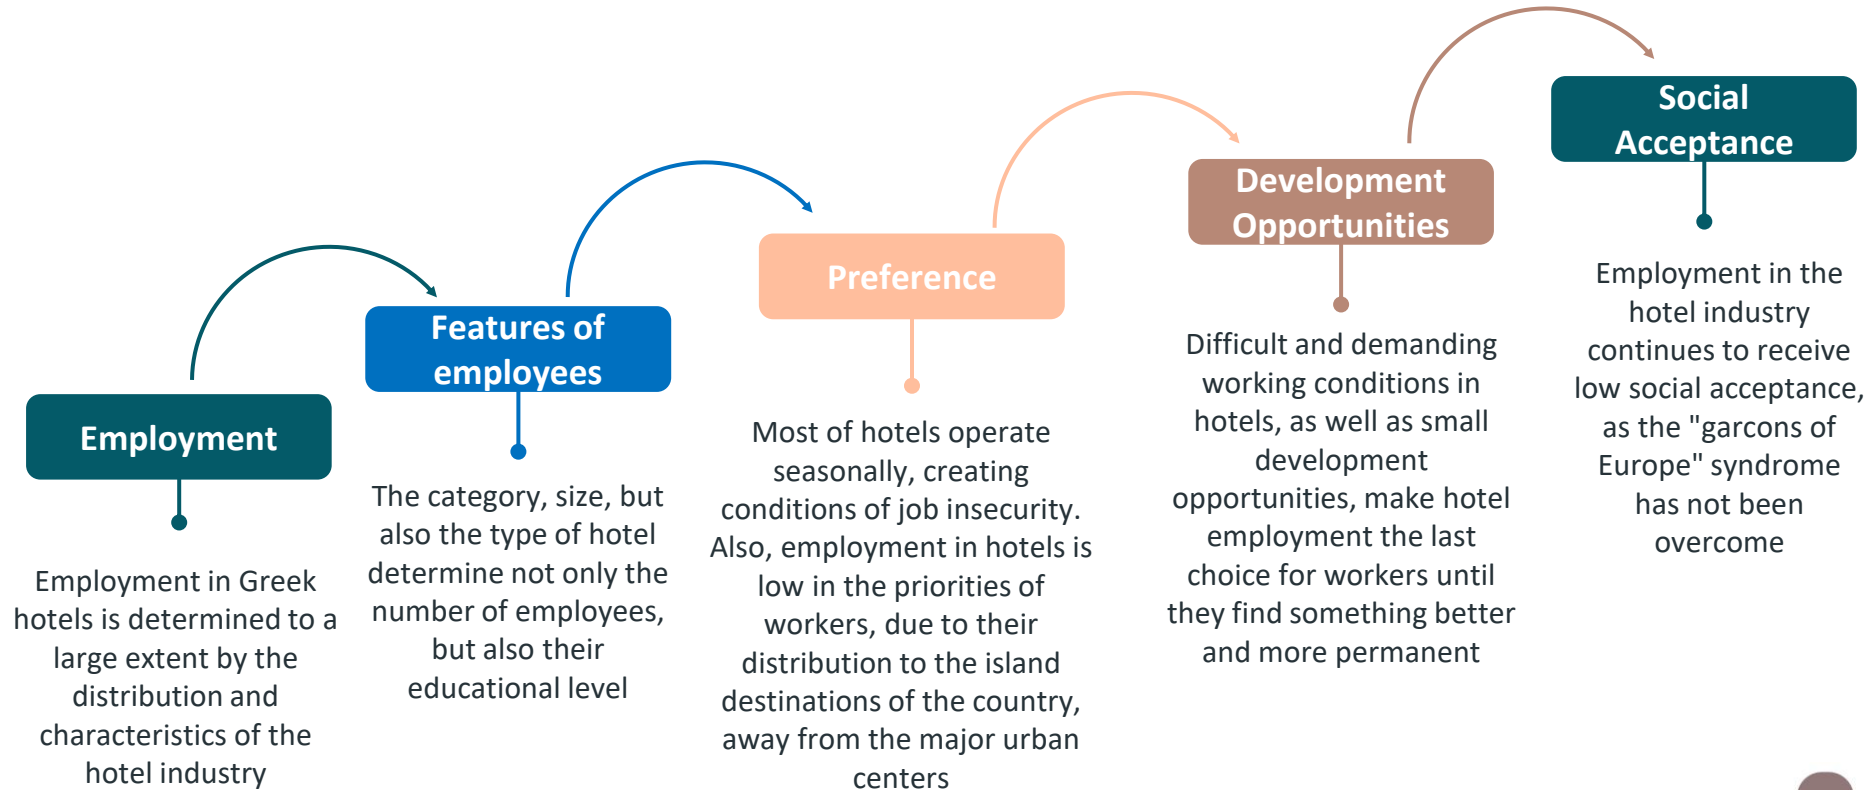 Employment
Employment in Greek
hotels is determined to a
large extent by the
distribution and
characteristics of the
hotel industry
Features of
employees
The category, size, but
also the type of hotel
determine not only the
number of employees,
but also their
educational level
Preference
Most of hotels operate
seasonally, creating
conditions of job insecurity.
Also, employment in hotels is
low in the priorities of
workers, due to their
distribution to the island
destinations of the country,
away from the major urban
centers
Development
Opportunities
Difficult and demanding
working conditions in
hotels, as well as small
development
opportunities, make hotel
employment the last
choice for workers until
they find something better
and more permanent
Social
Acceptance
Employment in the
hotel industry
continues to receive
low social acceptance,
as the "garcons of
Europe" syndrome
has not been
overcome